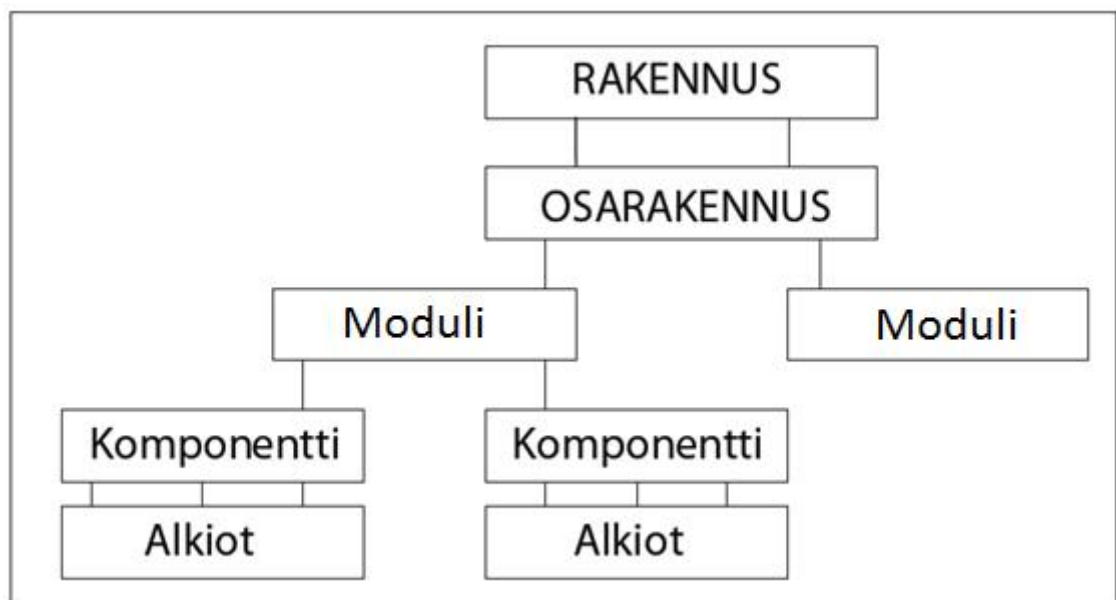 RAKENNUS
OSARAKENNUS
Moduli
Moduli
Komponentti
Komponentti
Alkiot
Alkiot